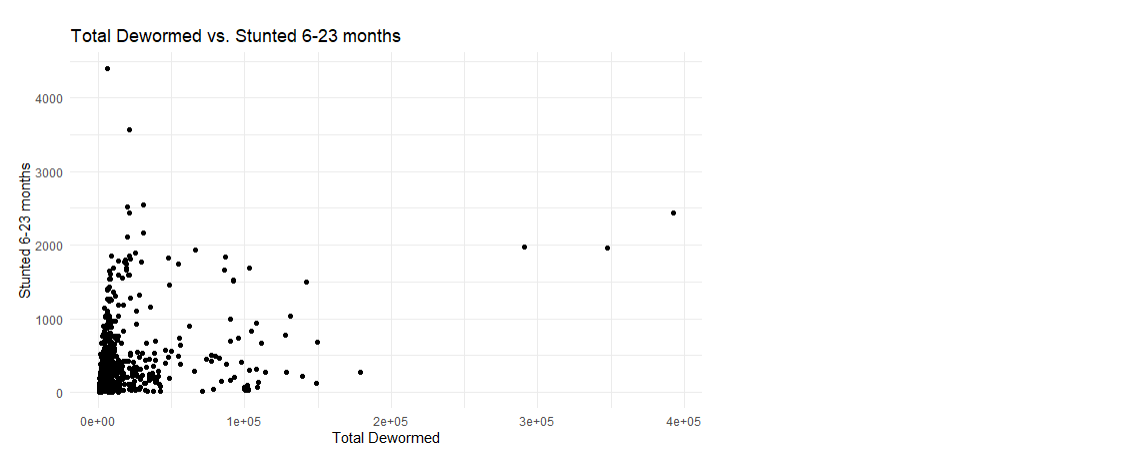 Total Dewormed vs. Stunted 6-23 months
Stunted 6-23 months
4000
3000
2000
1000
0
0e+00
1e+05
2e+05
3e+05
4e+05
Total Dewormed